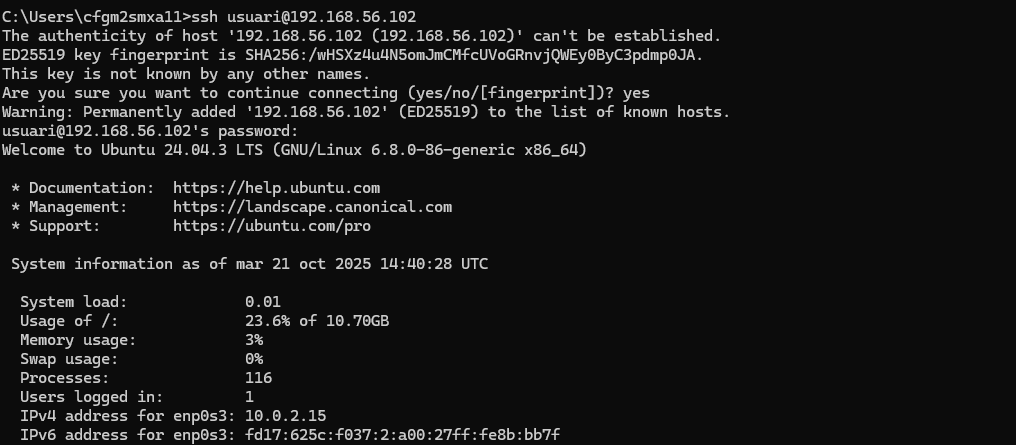 C:\Users\cfgm2smxa11>ssh usuari@192.168.56.102
The authenticity of host '192.168.56.102 (192.168.56.102)' can't be established.
ED25519 key fingerprint is SHA256:/wHSXz4u4N5omJmCMfcUVoGRnvjQWEy0ByC3pdmp0JA.
This key is not known by any other names.
Are you sure you want to continue connecting (yes/no/[fingerprint])? yes
Warning: Permanently added '192.168.56.102' (ED25519) to the list of known hosts.
usuari@192.168.56.102's password:
Welcome to Ubuntu 24.04.3 LTS (GNU/Linux 6.8.0-86-generic x86_64)
* Documentation:  https://help.ubuntu.com
* Management:     https://landscape.canonical.com
* Support:        https://ubuntu.com/pro
System information as of mar 21 oct 2025 14:40:28 UTC
System load:             0.01
Usage of /:              23.6% of 10.70GB
Memory usage:            3%
Swap usage:              0%
Processes:               116
Users logged in:         1
IPv4 address for enp0s3: 10.0.2.15
IPv6 address for enp0s3: fd17:625c:f037:2:a00:27ff:fe8b:bb7f